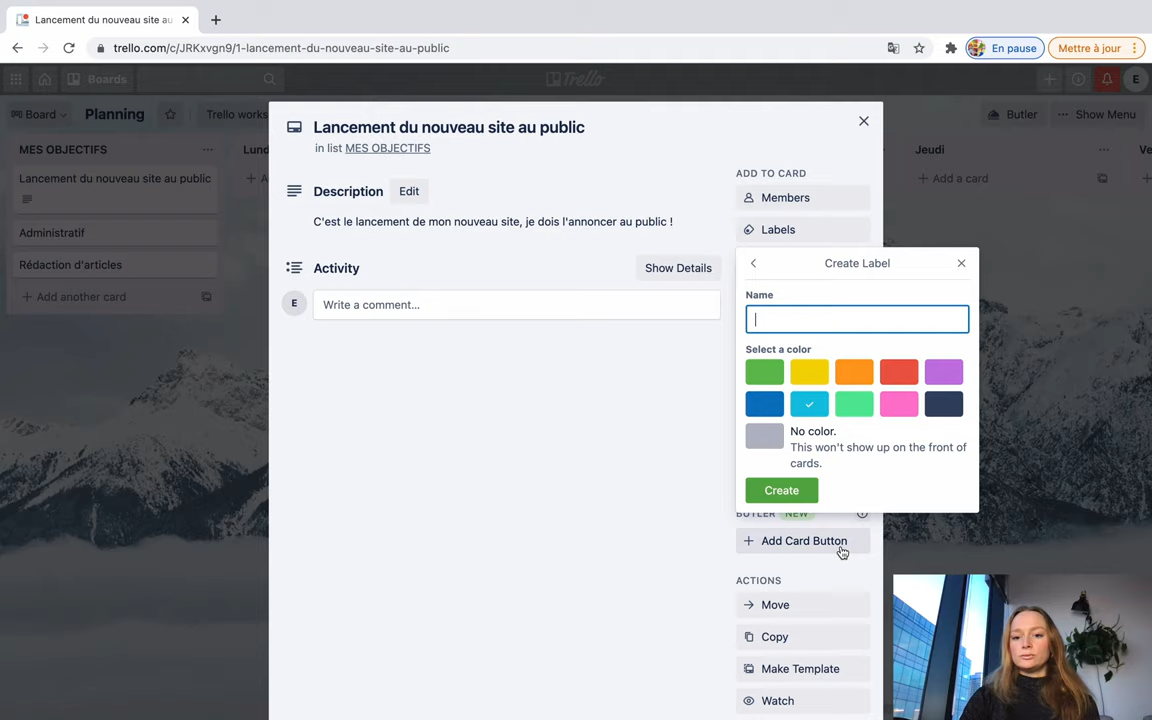 Lancement du nouveau site au
trello.com/c/JRKxvgn9/1-lancement-du-nouveau-site-au-public
En pause
Mettre à jour
Boards
Trello
E
Board
Planning
Trello works
Butler
Show Menu
MES OBJECTIFS
Lancement du nouveau site au public
Administratif
Rédaction d'articles
Add another card
Jeudi
Add a card
Lancement du nouveau site au public
in list MES OBJECTIFS
Description
Edit
C'est le lancement de mon nouveau site, je dois l'annoncer au public !
Activity
Show Details
E
Write a comment...
ADD TO CARD
Members
Labels
Create Label
Name
Select a color
No color.
This won't show up on the front of
cards.
Create
BUTLER NEW
Add Card Button
ACTIONS
Move
Copy
Make Template
Watch